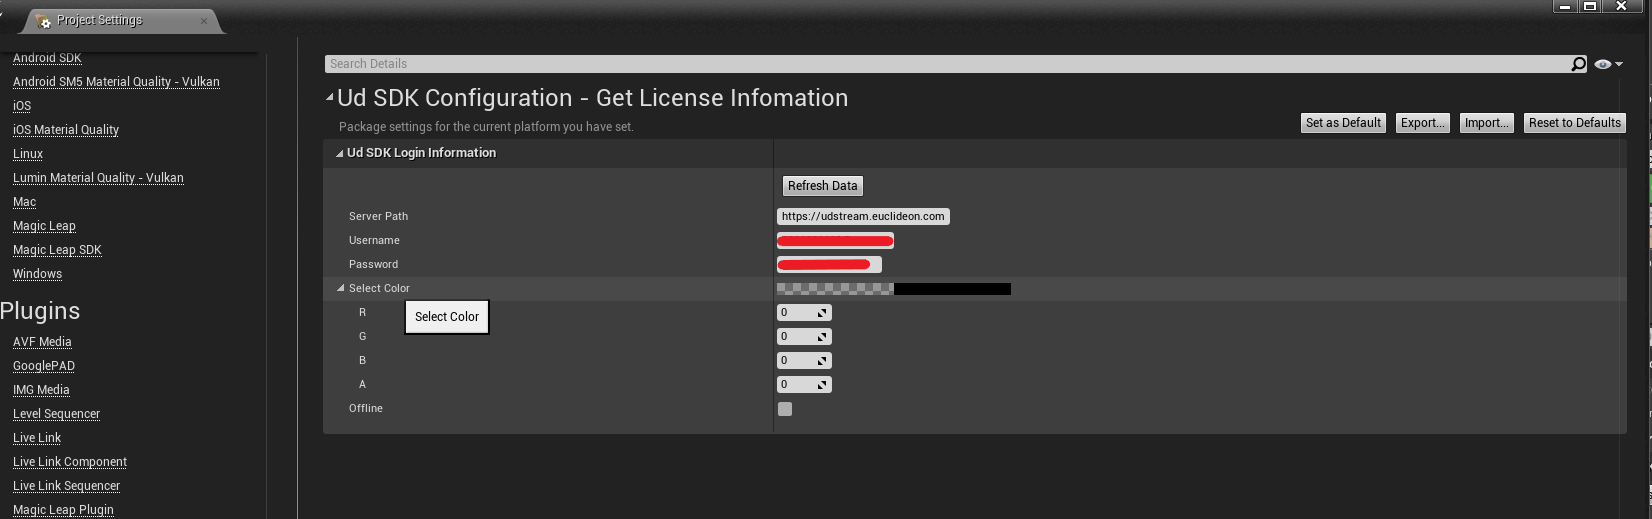 Project Settings
Android SDK
Android SM5 Material Quality - Vulkan
iOS
iOS Material Quality
Linux
Lumin Material Quality - Vulkan
Mac
Magic Leap
Magic Leap SDK
Windows
Plugins
AVF Media
GooglePAD
IMG Media
Level Sequencer
Live Link
Live Link Component
Live Link Sequencer
Magic Leap Plugin
Search Details
Ud SDK Configuration - Get License Infomation
Package settings for the current platform you have set.
Set as Default
Export...
Import...
Reset to Defaults
Ud SDK Login Information
Refresh Data
Server Path https://udstream.euclideon.com
Username
Password
Select Color
R 0
Select Color
G 0
B 0
A 0
Offline